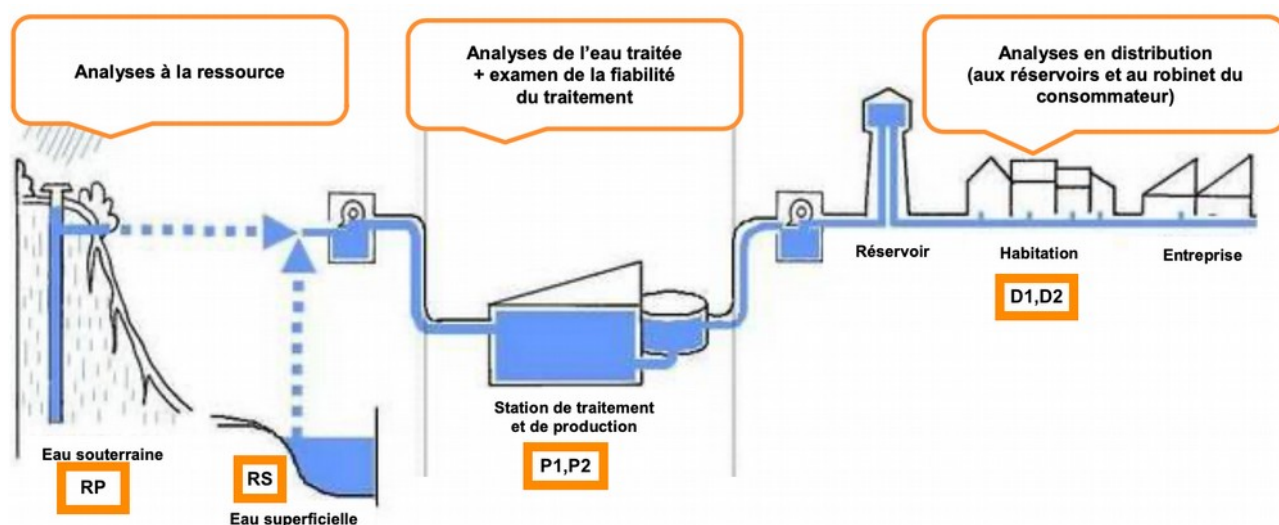 Analyses à la ressource
Analyses de l’eau traitée
+ examen de la fiabilité
du traitement
Analyses en distribution
(aux réservoirs et au robinet du
consommateur)
Réservoir
Habitation
Entreprise
D1,D2
Station de traitement
et de production
P1,P2
Eau souterraine
RP
RS
Eau superficielle